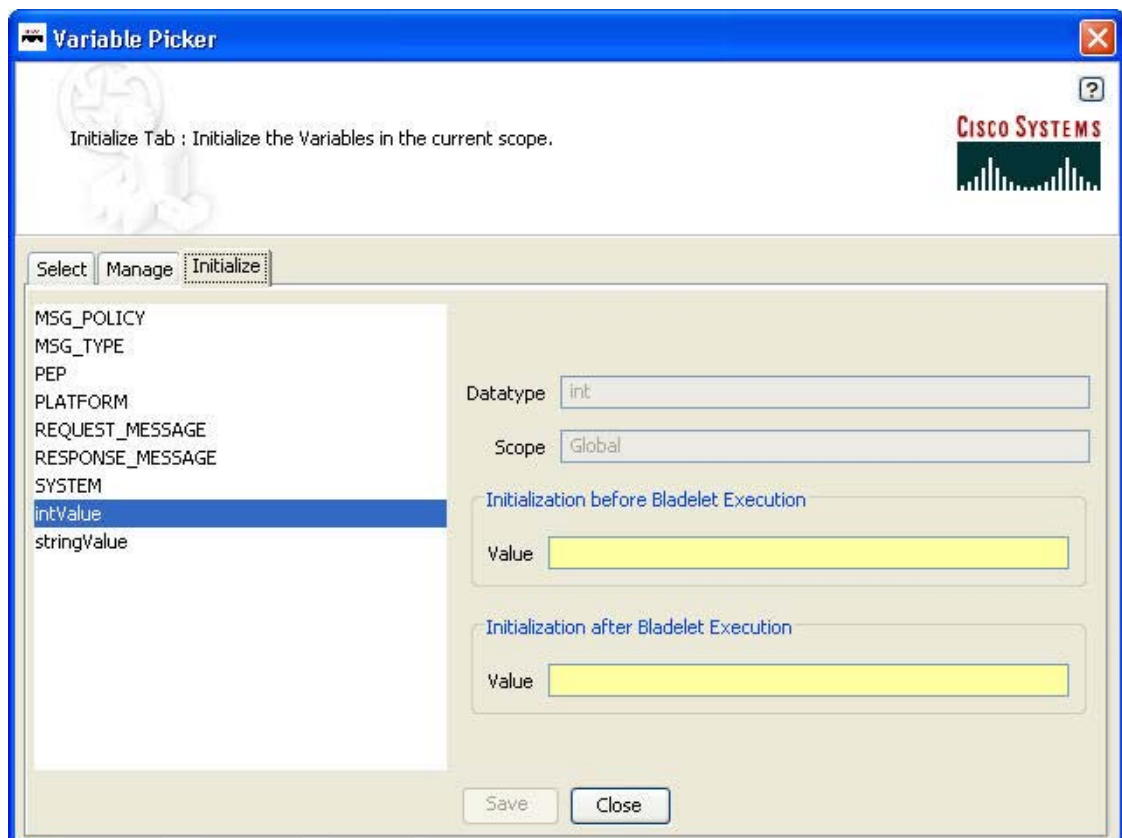 Variable Picker
?
Initialize Tab : Initialize the Variables in the current scope.
CISCO SYSTEMS
Select
Manage
Initialize
MSG_POLICY
MSG_TYPE
PEP
PLATFORM
REQUEST_MESSAGE
RESPONSE_MESSAGE
SYSTEM
intValue
stringValue
Datatype int
Scope Global
Initialization before Bladelet Execution
Value
Initialization after Bladelet Execution
Value
Save
Close